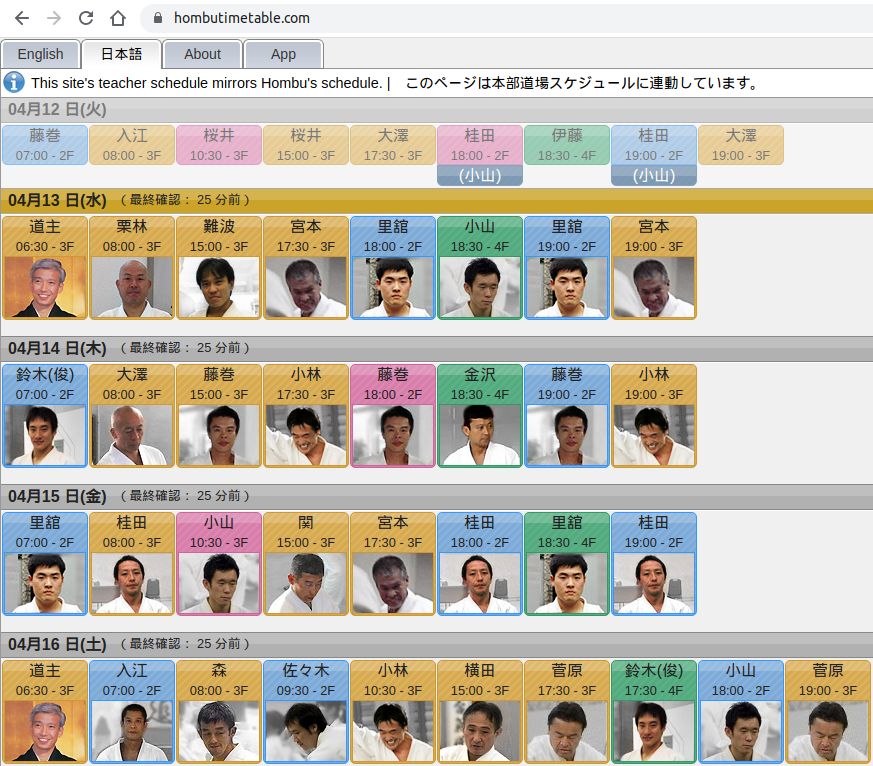 hombutimetable.com
English 日本語 About App
This site's teacher schedule mirrors Hombu's schedule. | このページは本部道場スケジュールに連動しています。
04月12 日(火)
藤巻 入江 桜井 桜井 大澤 桂田 伊藤 桂田 大澤
07:00 - 2F 08:00 - 3F 10:30 - 3F 15:00 - 3F 17:30 - 3F 18:00 - 2F 18:30 - 4F 19:00 - 2F 19:00 - 3F
(小山) (小山)
04月13 日(水) （ 最終確認： 25 分前 ）
道主 栗林 難波 宮本 里舘 小山 里舘 宮本
06:30 - 3F 08:00 - 3F 15:00 - 3F 17:30 - 3F 18:00 - 2F 18:30 - 4F 19:00 - 2F 19:00 - 3F
04月14 日(木) （ 最終確認： 25 分前 ）
鈴木(俊) 大澤 藤巻 小林 藤巻 金沢 藤巻 小林
07:00 - 2F 08:00 - 3F 15:00 - 3F 17:30 - 3F 18:00 - 2F 18:30 - 4F 19:00 - 2F 19:00 - 3F
04月15 日(金) （ 最終確認： 25 分前 ）
里舘 桂田 小山 関 宮本 桂田 里舘 桂田
07:00 - 2F 08:00 - 3F 10:30 - 3F 15:00 - 3F 17:30 - 3F 18:00 - 2F 18:30 - 4F 19:00 - 2F
04月16 日(土) （ 最終確認： 25 分前 ）
道主 入江 森 佐々木 小林 横田 菅原 鈴木(俊) 小山 菅原
06:30 - 3F 07:00 - 2F 08:00 - 3F 09:30 - 2F 10:30 - 3F 15:00 - 3F 17:30 - 3F 17:30 - 4F 18:00 - 2F 19:00 - 3F